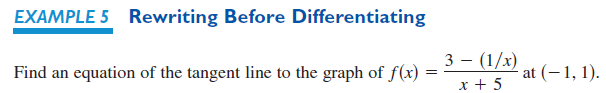 EXAMPLE 5 Rewriting Before Differentiating
Find an equation of the tangent line to the graph of f(x) = \frac{3 − (1/x)}{x + 5} at (−1, 1).